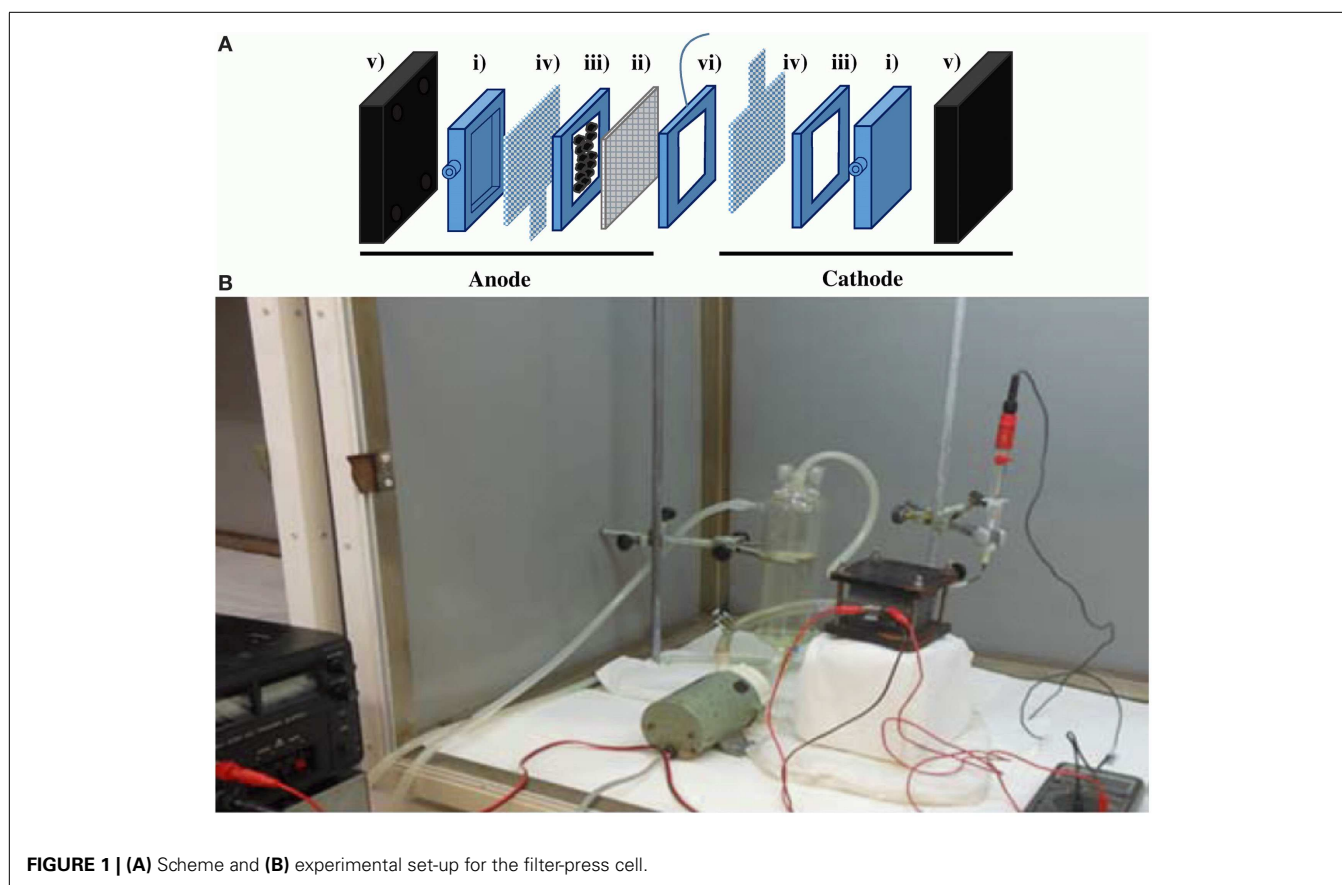 A
v) i) iv) iii) ii) vi) iv) iii) i) v)
Anode Cathode
B
FIGURE 1 | (A) Scheme and (B) experimental set-up for the filter-press cell.